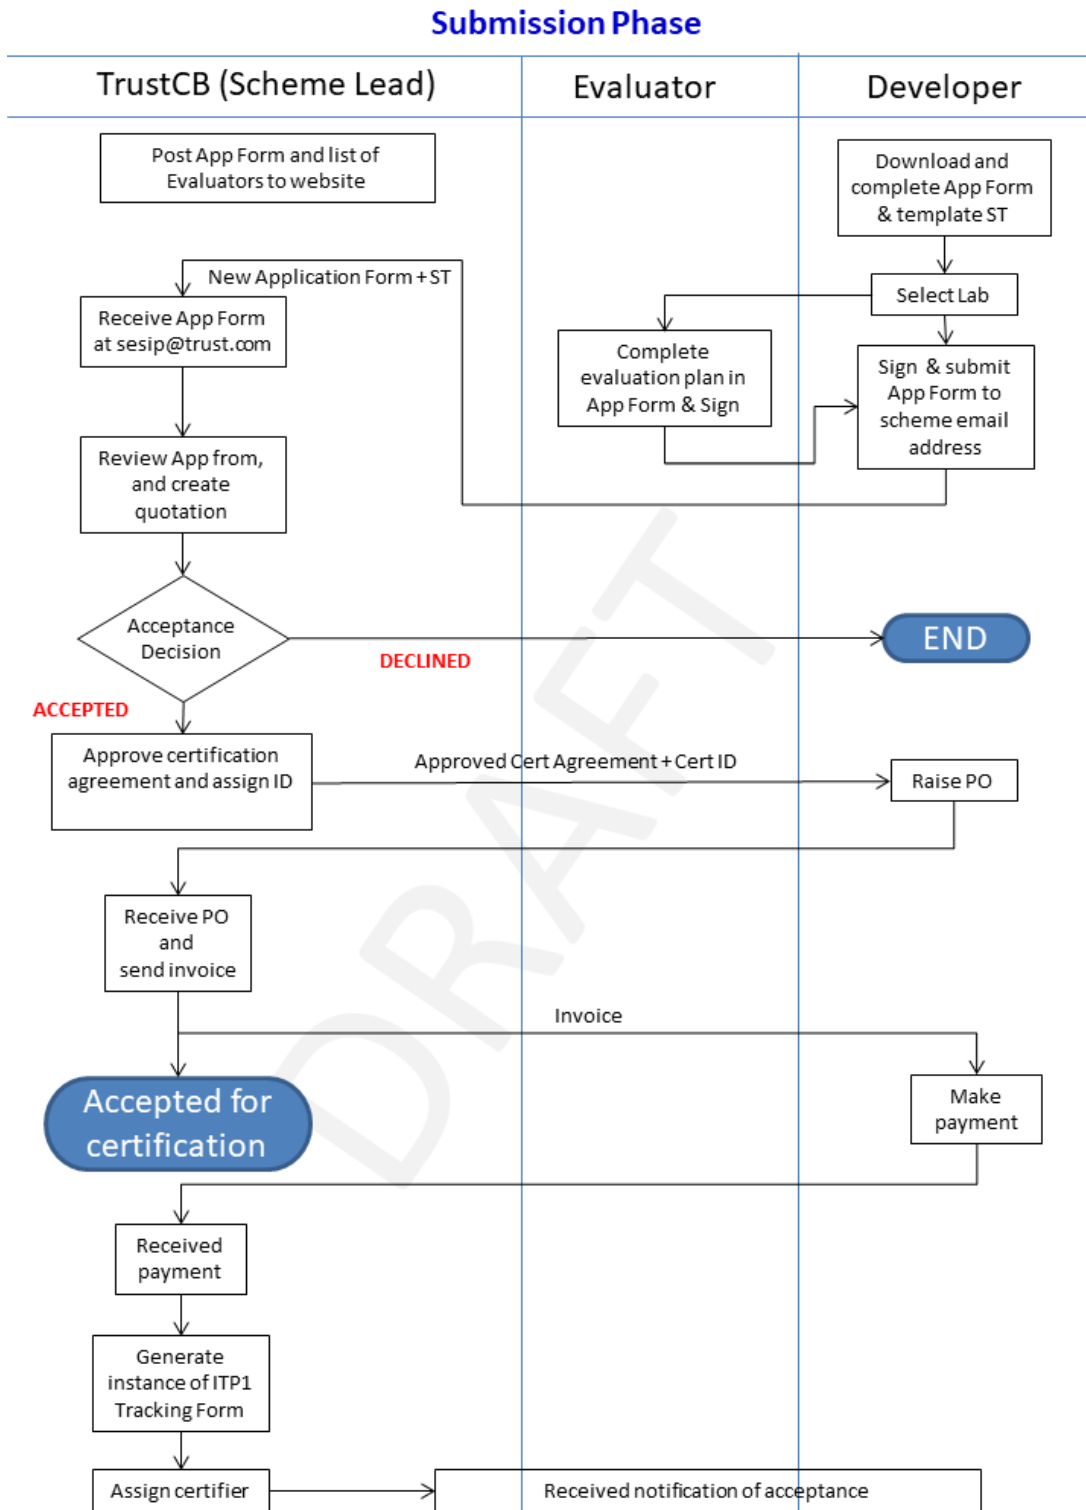 Submission Phase
TrustCB (Scheme Lead)
Evaluator
Developer
Post App Form and list of
Evaluators to website
Download and
complete App Form
& template ST
New Application Form + ST
Select Lab
Receive App Form
at sesip@trust.com
Complete
evaluation plan in
App Form & Sign
Sign & submit
App Form to
scheme email
address
Review App from,
and create
quotation
Acceptance
Decision
DECLINED
END
ACCEPTED
Approve certification
agreement and assign ID
Approved Cert Agreement + Cert ID
Raise PO
Receive PO
and
send invoice
Invoice
Accepted for
certification
Make
payment
Received
payment
Generate
instance of ITP1
Tracking Form
Assign certifier
Received notification of acceptance
DRAFT